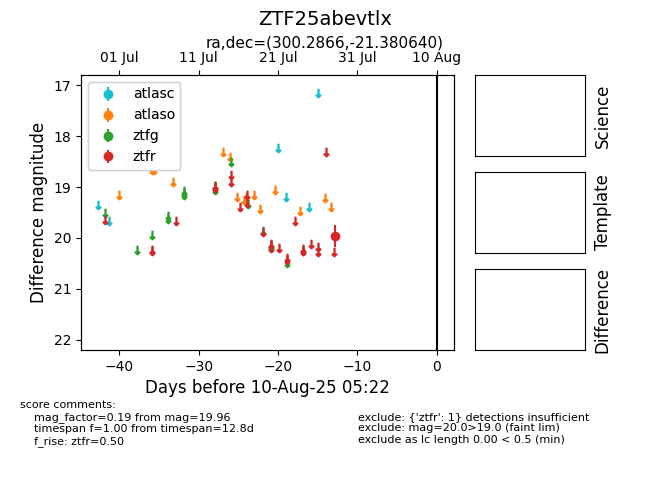 ZTF25abevtlx
ra,dec=(300.2866,-21.380640)
01 Jul 11 Jul 21 Jul 31 Jul 10 Aug
17
18
19
20
21
22
Difference magnitude
atlasc
atlaso
ztfg
ztfr
−40 −30 −20 −10 0
Days before 10-Aug-25 05:22
Science
Template
Difference
score comments:
mag_factor=0.19 from mag=19.96
timespan f=1.00 from timespan=12.8d
f_rise: ztfr=0.50
exclude: {'ztfr': 1} detections insufficient
exclude: mag=20.0>19.0 (faint lim)
exclude as lc length 0.00 < 0.5 (min)